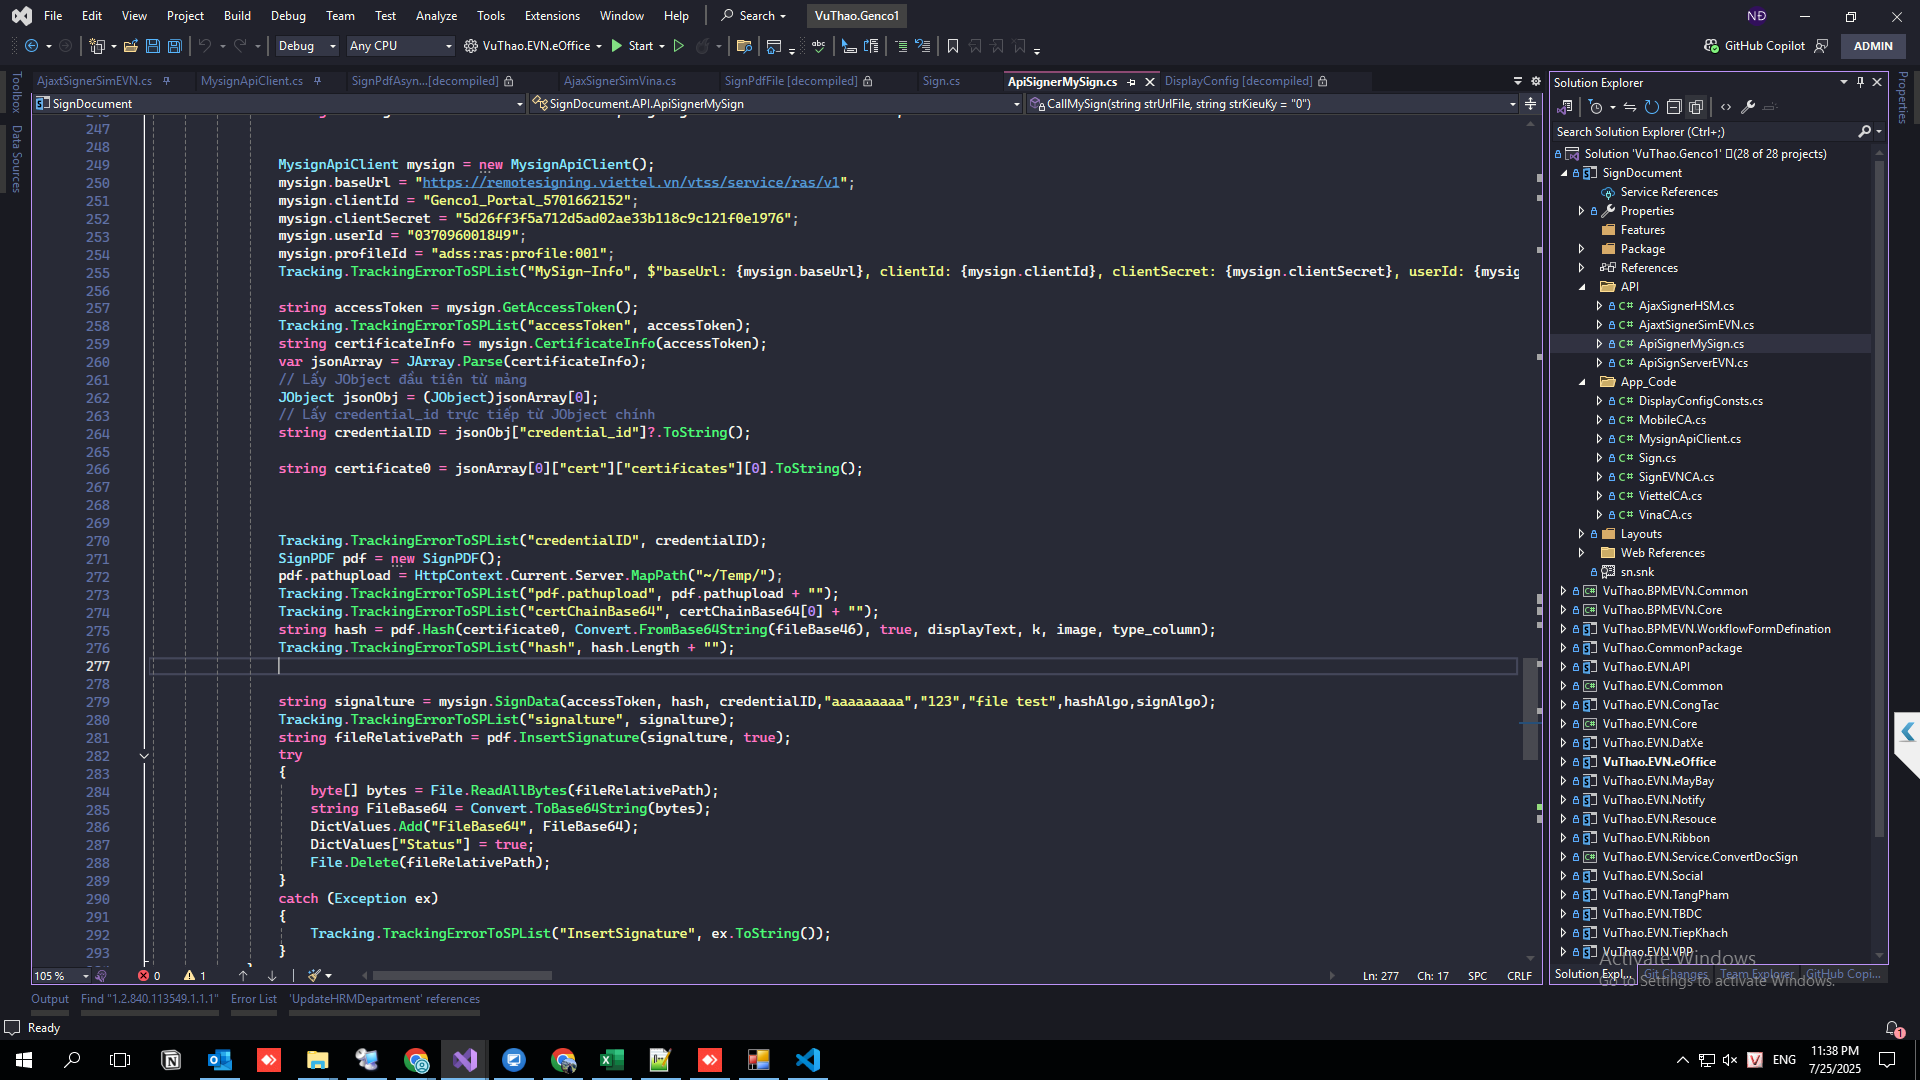 File Edit View Project Build Debug Team Test Analyze Tools Extensions Window Help Search VuThao.Genco1 NĐ
Debug Any CPU VuThao.EVN.eOffice Start GitHub Copilot ADMIN
Toolbox
Data Sources
AjaxtSignerSimEVN.cs MysignApiClient.cs SignPdfAsyn...[decompiled] AjaxtSignerSimVina.cs SignPdfFile [decompiled] Sign.cs ApiSignerMySign.cs DisplayConfig [decompiled]
SignDocument SignDocument.API.ApiSignerMySign CallMySign(string strUrlFile, string strKieuKy = "0")
247
248
249 MysignApiClient mysign = new MysignApiClient();
250 mysign.baseUrl = "https://remotesigning.viettel.vn/vtss/service/ras/v1";
251 mysign.clientId = "Genco1_Portal_5701662152";
252 mysign.clientSecret = "5d26ff3f5a712d5ad02ae33b118c9c121f0e1976";
253 mysign.userId = "037096001849";
254 mysign.profileId = "adss:ras:profile:001";
255 Tracking.TrackingErrorToSPList("MySign-Info", $"baseUrl: {mysign.baseUrl}, clientId: {mysign.clientId}, clientSecret: {mysign.clientSecret}, userId: {mysig
256
257 string accessToken = mysign.GetAccessToken();
258 Tracking.TrackingErrorToSPList("accessToken", accessToken);
259 string certificateInfo = mysign.CertificateInfo(accessToken);
260 var jsonArray = JArray.Parse(certificateInfo);
261 // Lấy JObject đầu tiên từ mảng
262 JObject jsonObj = (JObject)jsonArray[0];
263 // Lấy credential_id trực tiếp từ JObject chính
264 string credentialID = jsonObj["credential_id"]?.ToString();
265
266 string certificate0 = jsonArray[0]["cert"]["certificates"][0].ToString();
267
268
269
270 Tracking.TrackingErrorToSPList("credentialID", credentialID);
271 SignPDF pdf = new SignPDF();
272 pdf.pathupload = HttpContext.Current.Server.MapPath("~/Temp/");
273 Tracking.TrackingErrorToSPList("pdf.pathupload", pdf.pathupload + "");
274 Tracking.TrackingErrorToSPList("certChainBase64", certChainBase64[0] + "");
275 string hash = pdf.Hash(certificate0, Convert.FromBase64String(fileBase46), true, displayText, k, image, type_column);
276 Tracking.TrackingErrorToSPList("hash", hash.Length + "");
277
278
279 string signalture = mysign.SignData(accessToken, hash, credentialID,"aaaaaaaaa","123","file test",hashAlgo,signAlgo);
280 Tracking.TrackingErrorToSPList("signalture", signalture);
281 string fileRelativePath = pdf.InsertSignature(signalture, true);
282 try
283 {
284 byte[] bytes = File.ReadAllBytes(fileRelativePath);
285 string FileBase64 = Convert.ToBase64String(bytes);
286 DictValues.Add("FileBase64", FileBase64);
287 DictValues["Status"] = true;
288 File.Delete(fileRelativePath);
289 }
290 catch (Exception ex)
291 {
292 Tracking.TrackingErrorToSPList("InsertSignature", ex.ToString());
293 }
105 % 0 1 Ln: 277 Ch: 17 SPC CRLF
Output Find "1.2.840.113549.1.1.1" Error List 'UpdateHRMDepartment' references
Ready
Solution Explorer
Search Solution Explorer (Ctrl+;)
Solution 'VuThao.Genco1' (28 of 28 projects)
SignDocument
Service References
Properties
Features
Package
References
API
AjaxSignerHSM.cs
AjaxtSignerSimEVN.cs
ApiSignerMySign.cs
ApiSignServerEVN.cs
App_Code
DisplayConfigConsts.cs
MobileCA.cs
MysignApiClient.cs
Sign.cs
SignEVNCA.cs
ViettelCA.cs
VinaCA.cs
Layouts
Web References
sn.snk
VuThao.BPMEVN.Common
VuThao.BPMEVN.Core
VuThao.BPMEVN.WorkflowFormDefination
VuThao.CommonPackage
VuThao.EVN.API
VuThao.EVN.Common
VuThao.EVN.CongTac
VuThao.EVN.Core
VuThao.EVN.DatXe
VuThao.EVN.eOffice
VuThao.EVN.MayBay
VuThao.EVN.Notify
VuThao.EVN.Resouce
VuThao.EVN.Ribbon
VuThao.EVN.Service.ConvertDocSign
VuThao.EVN.Social
VuThao.EVN.TangPham
VuThao.EVN.TBDC
VuThao.EVN.TiepKhach
VuThao.EVN.VPP
Solution Expl... Git Changes Team Explorer GitHub Copi...
Activate Windows
Go to Settings to activate Windows.
Properties
1
ENG
11:38 PM
7/25/2025